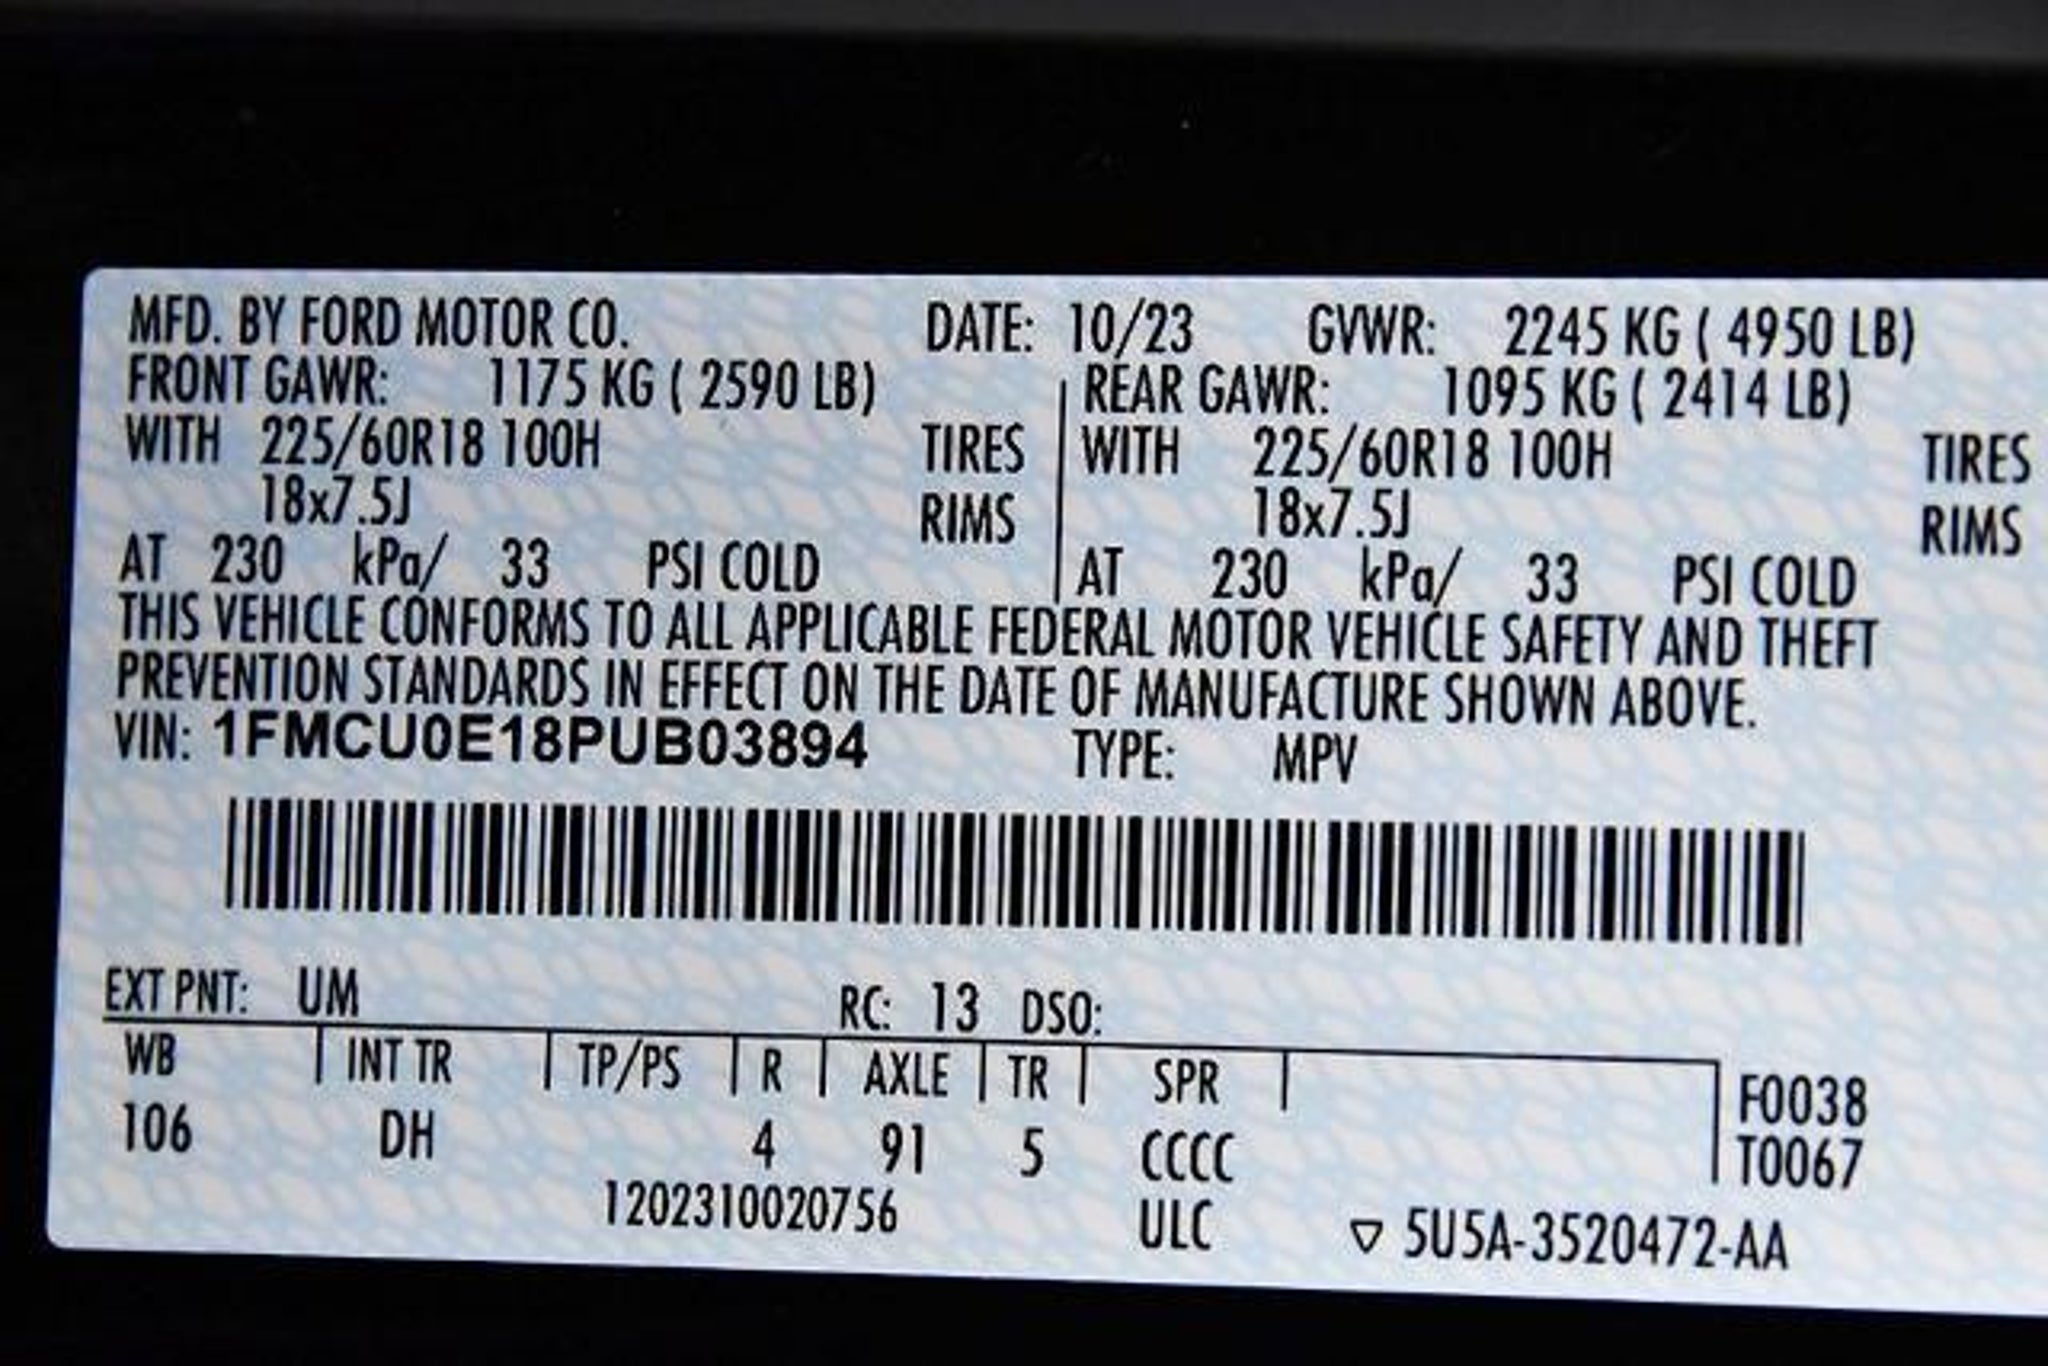 MFD. BY FORD MOTOR CO. DATE: 10/23 GVWR: 2245 KG ( 4950 LB)
FRONT GAWR: 1175 KG ( 2590 LB) REAR GAWR: 1095 KG ( 2414 LB)
WITH 225/60R18 100H TIRES WITH 225/60R18 100H TIRES
18x7.5J RIMS 18x7.5J RIMS
AT 230 kPa/ 33 PSI COLD AT 230 kPa/ 33 PSI COLD
THIS VEHICLE CONFORMS TO ALL APPLICABLE FEDERAL MOTOR VEHICLE SAFETY AND THEFT
PREVENTION STANDARDS IN EFFECT ON THE DATE OF MANUFACTURE SHOWN ABOVE.
VIN: 1FMCU0E18PUB03894 TYPE: MPV
EXT PNT: UM RC: 13 DSO:
WB INT TR TP/PS R AXLE TR SPR F0038
106 DH 4 91 5 CCCC T0067
1202310020756 ULC ▽ 5U5A-3520472-AA